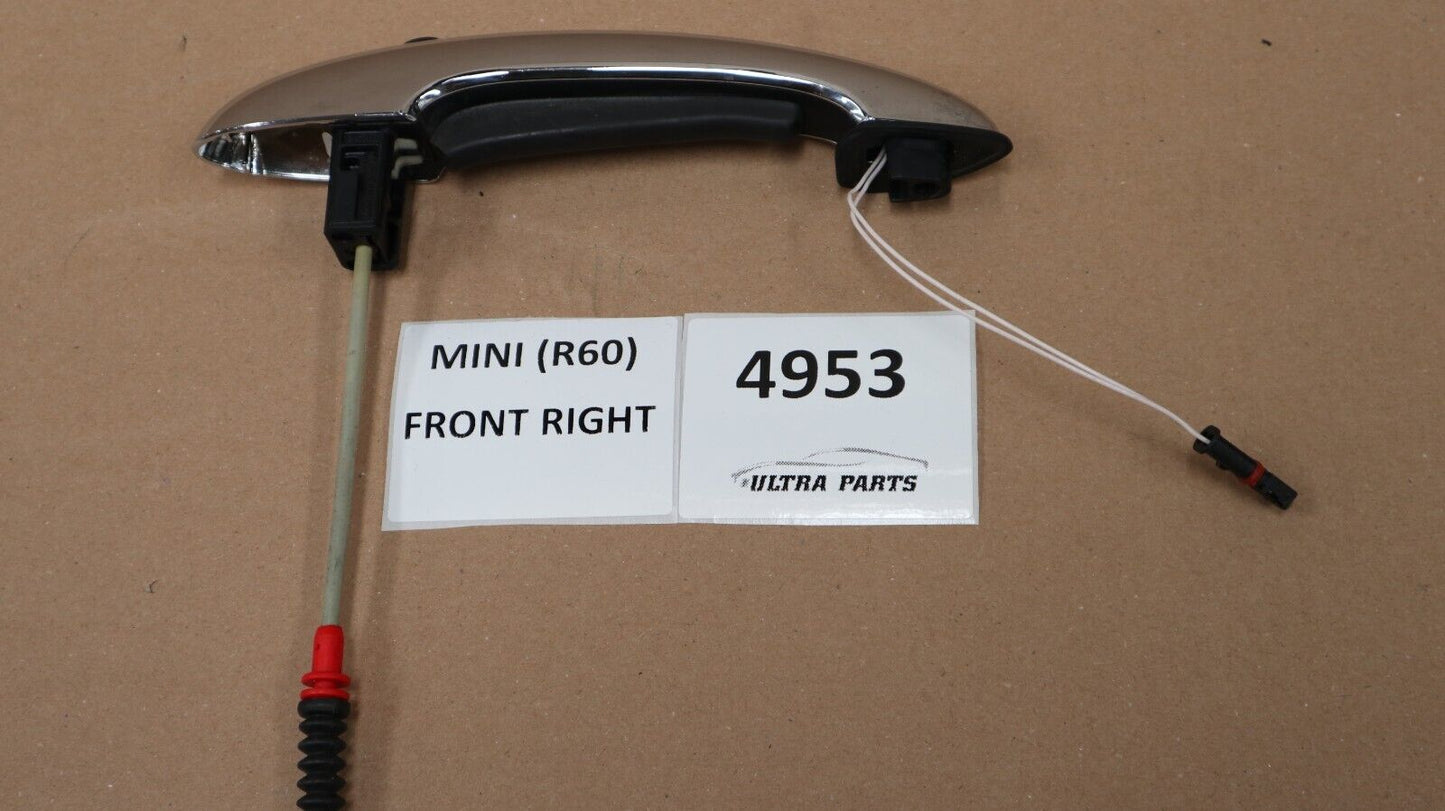 MINI (R60)
FRONT RIGHT
4953
ULTRA PARTS